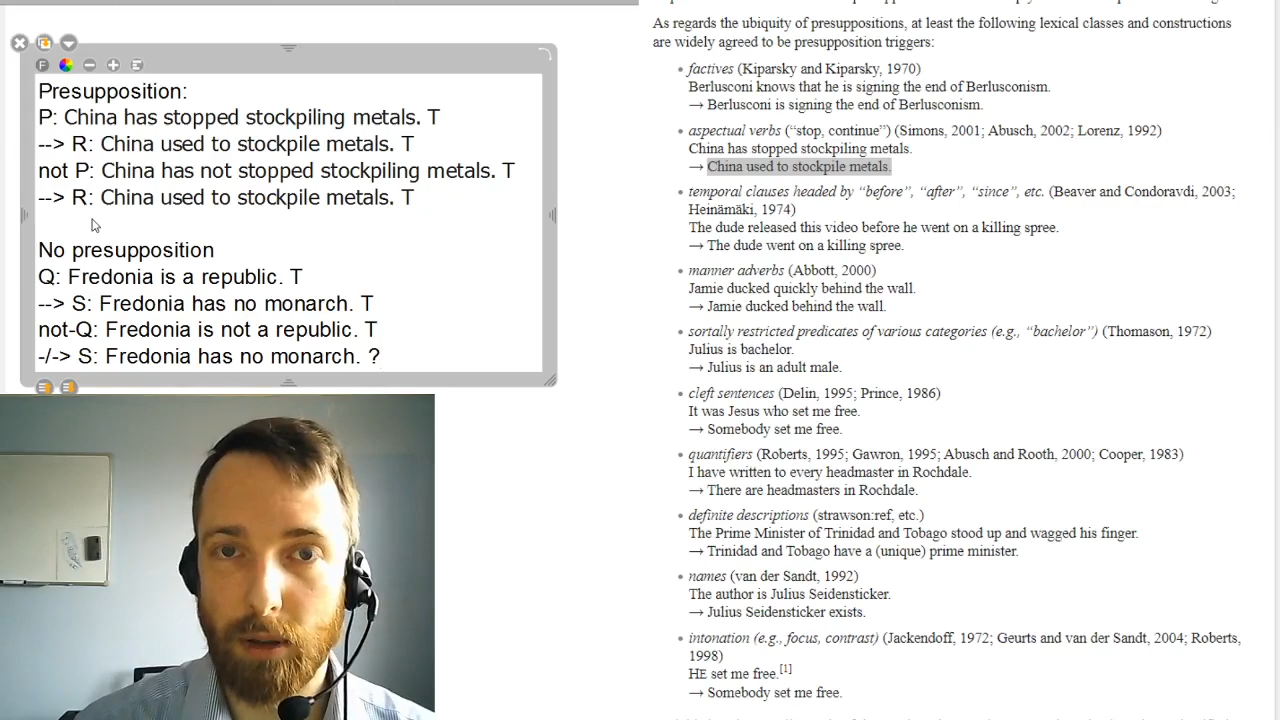 Presupposition:
P: China has stopped stockpiling metals. T
--> R: China used to stockpile metals. T
not P: China has not stopped stockpiling metals. T
--> R: China used to stockpile metals. T
No presupposition
Q: Fredonia is a republic. T
--> S: Fredonia has no monarch. T
not-Q: Fredonia is not a republic. T
-/-> S: Fredonia has no monarch. ?
As regards the ubiquity of presuppositions, at least the following lexical classes and constructions
are widely agreed to be presupposition triggers:
• factives (Kiparsky and Kiparsky, 1970)
Berlusconi knows that he is signing the end of Berlusconism.
→ Berlusconi is signing the end of Berlusconism.
• aspectual verbs (“stop, continue”) (Simons, 2001; Abusch, 2002; Lorenz, 1992)
China has stopped stockpiling metals.
→ China used to stockpile metals.
• temporal clauses headed by “before”, “after”, “since”, etc. (Beaver and Condoravdi, 2003;
Heinämäki, 1974)
The dude released this video before he went on a killing spree.
→ The dude went on a killing spree.
• manner adverbs (Abbott, 2000)
Jamie ducked quickly behind the wall.
→ Jamie ducked behind the wall.
• sortally restricted predicates of various categories (e.g., “bachelor”) (Thomason, 1972)
Julius is bachelor.
→ Julius is an adult male.
• cleft sentences (Delin, 1995; Prince, 1986)
It was Jesus who set me free.
→ Somebody set me free.
• quantifiers (Roberts, 1995; Gawron, 1995; Abusch and Rooth, 2000; Cooper, 1983)
I have written to every headmaster in Rochdale.
→ There are headmasters in Rochdale.
• definite descriptions (strawson:ref, etc.)
The Prime Minister of Trinidad and Tobago stood up and wagged his finger.
→ Trinidad and Tobago have a (unique) prime minister.
• names (van der Sandt, 1992)
The author is Julius Seidensticker.
→ Julius Seidensticker exists.
• intonation (e.g., focus, contrast) (Jackendoff, 1972; Geurts and van der Sandt, 2004; Roberts,
1998)
HE set me free.[1]
→ Somebody set me free.